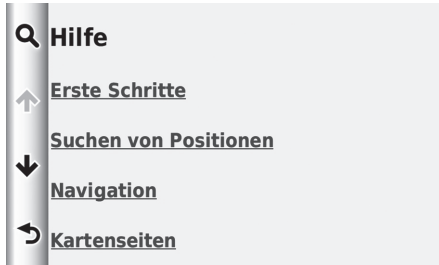 Hilfe
Erste Schritte
Suchen von Positionen
Navigation
Kartenseiten